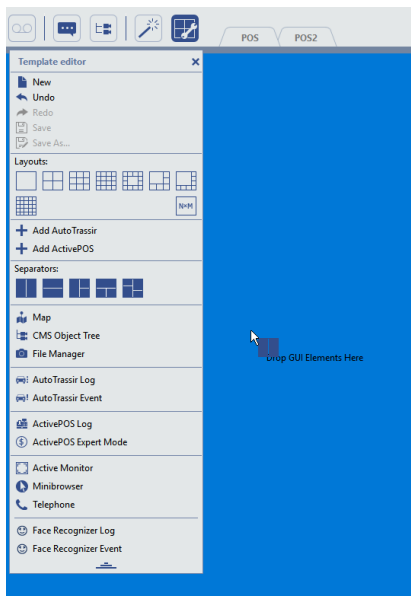 POS
POS2
Template editor
New
Undo
Redo
Save
Save As...
Layouts:
N×M
Add AutoTrassir
Add ActivePOS
Separators:
Map
CMS Object Tree
File Manager
AutoTrassir Log
AutoTrassir Event
ActivePOS Log
ActivePOS Expert Mode
Active Monitor
Minibrowser
Telephone
Face Recognizer Log
Face Recognizer Event
Drop GUI Elements Here